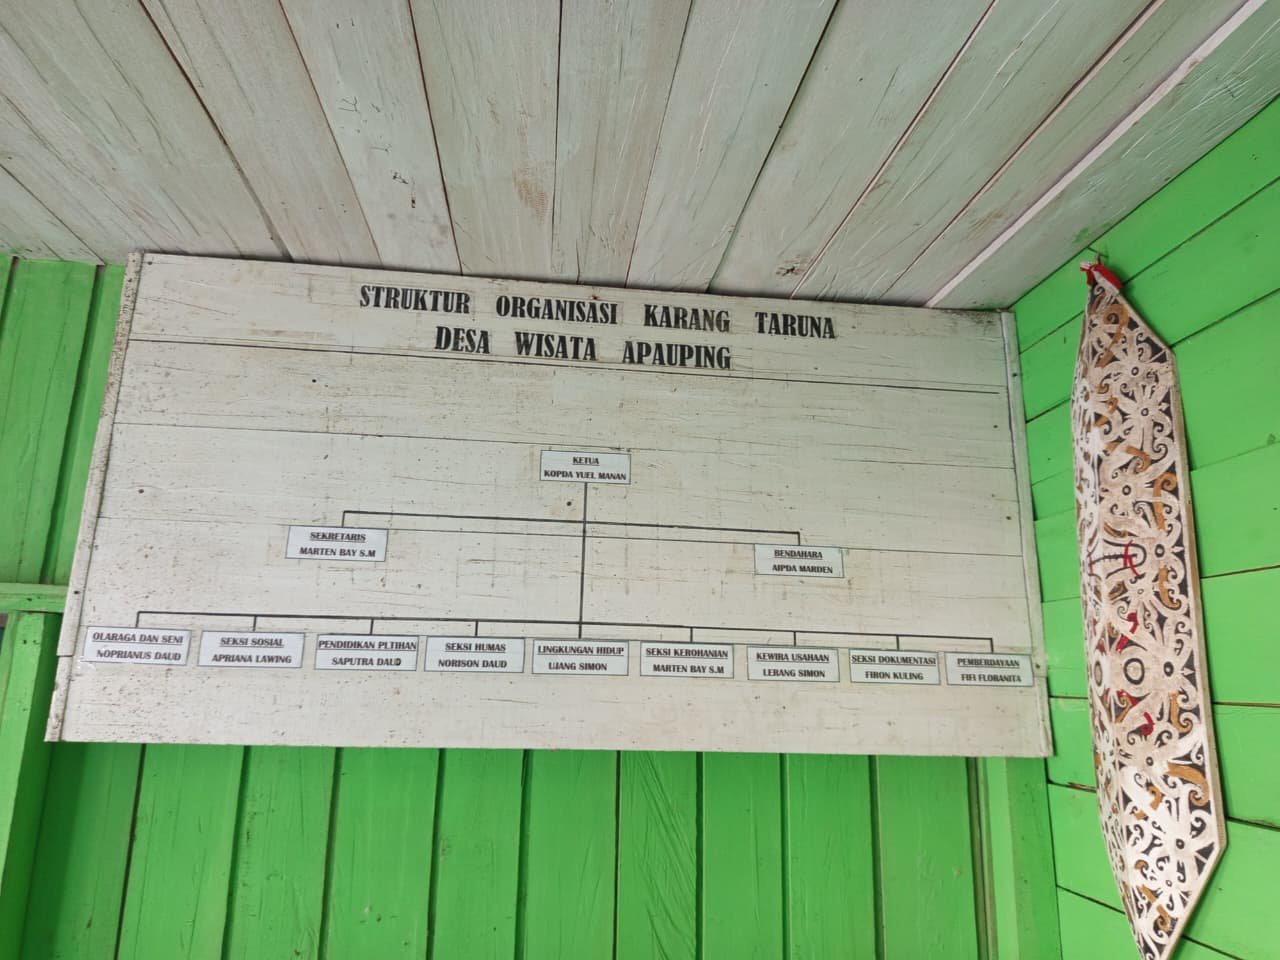 STRUKTUR ORGANISASI KARANG TARUNA
DESA WISATA APAUPING
KETUA
KOPDA YUEL MANAN
SEKRETARIS
MARTEN BAY S.M
BENDAHARA
AIPDA MARDEN
OLARAGA DAN SENI
NOPRIANUS DAUD
SEKSI SOSIAL
APRIANA LAWING
PENDIDIKAN PLTIHAN
SAPUTRA DAUD
SEKSI HUMAS
NORISON DAUD
LINGKUNGAN HIDUP
UJANG SIMON
SEKSI KEROHANIAN
MARTEN BAY S.M
KEWIRA USAHAAN
LERANG SIMON
SEKSI DOKUMENTASI
FIRON KULING
PEMBERDAYAAN
FIFI FLORANITA